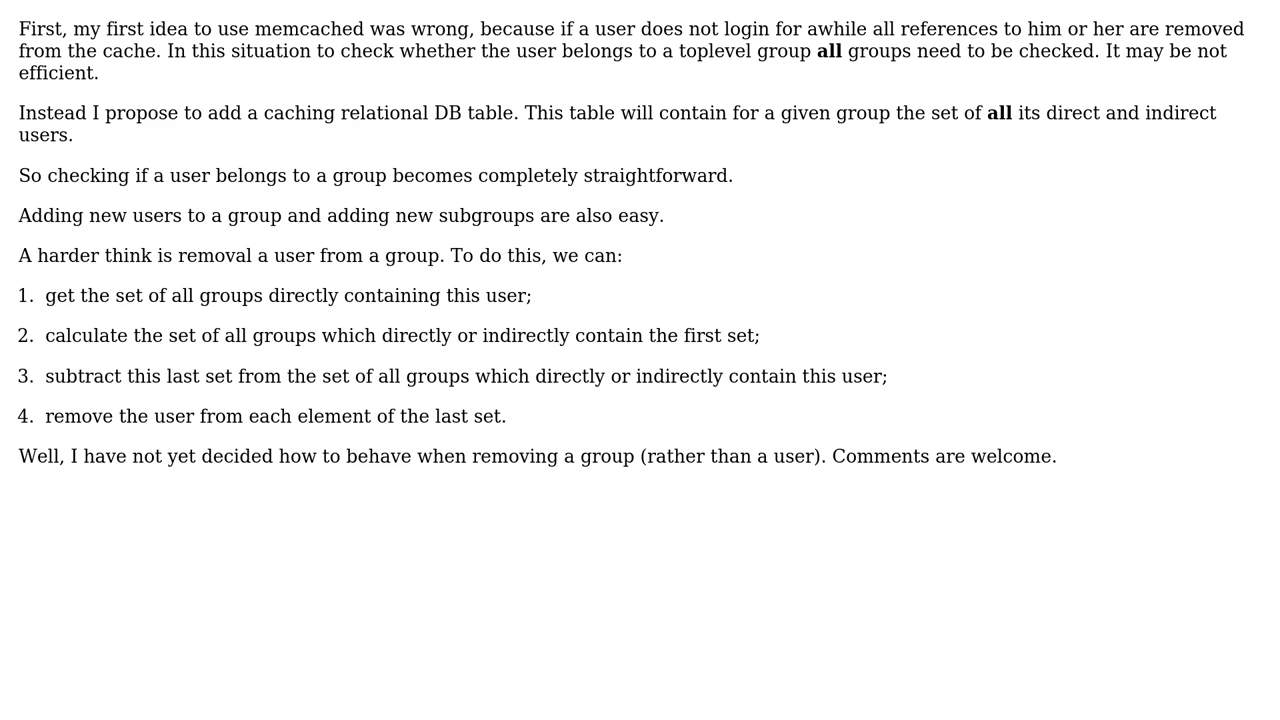 First, my first idea to use memcached was wrong, because if a user does not login for awhile all references to him or her are removed
from the cache. In this situation to check whether the user belongs to a toplevel group all groups need to be checked. It may be not
efficient.
Instead I propose to add a caching relational DB table. This table will contain for a given group the set of all its direct and indirect
users.
So checking if a user belongs to a group becomes completely straightforward.
Adding new users to a group and adding new subgroups are also easy.
A harder think is removal a user from a group. To do this, we can:
1. get the set of all groups directly containing this user;
2. calculate the set of all groups which directly or indirectly contain the first set;
3. subtract this last set from the set of all groups which directly or indirectly contain this user;
4. remove the user from each element of the last set.
Well, I have not yet decided how to behave when removing a group (rather than a user). Comments are welcome.